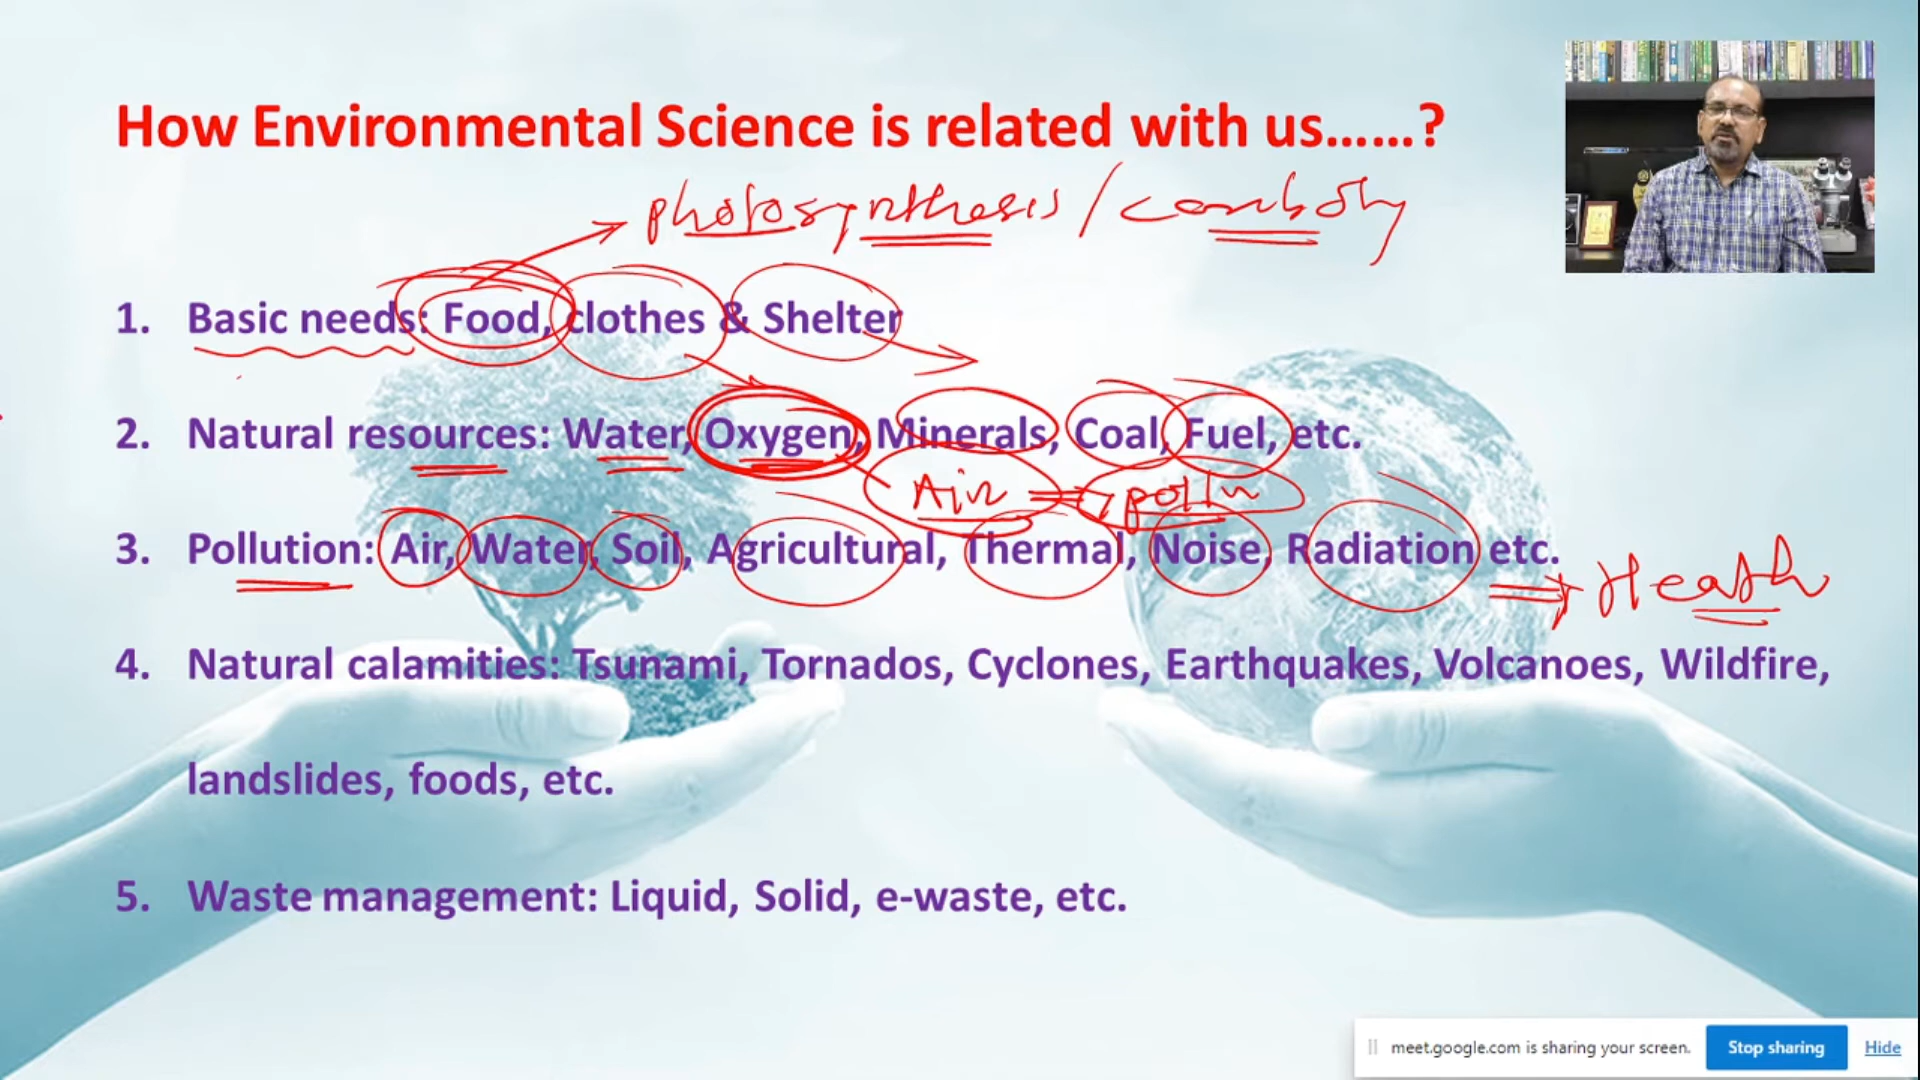 How Environmental Science is related with us……?
photosynthesis / carbohy
1. Basic needs: Food, clothes & Shelter
2. Natural resources: Water, Oxygen, Minerals, Coal, Fuel, etc.
Air pollu
3. Pollution: Air, Water, Soil, Agricultural, Thermal, Noise, Radiation etc.
Health
4. Natural calamities: Tsunami, Tornados, Cyclones, Earthquakes, Volcanoes, Wildfire,
landslides, foods, etc.
5. Waste management: Liquid, Solid, e-waste, etc.
meet.google.com is sharing your screen. Stop sharing Hide